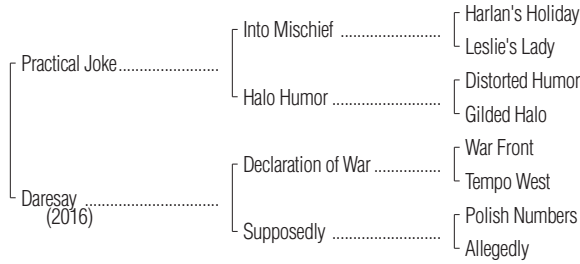 Harlan's Holiday
Into Mischief ......................
Leslie's Lady
Practical Joke........................
Distorted Humor
Halo Humor ........................
Gilded Halo
War Front
Declaration of War ................
Tempo West
Daresay ............................
(2016)
Polish Numbers
Supposedly ........................
Allegedly